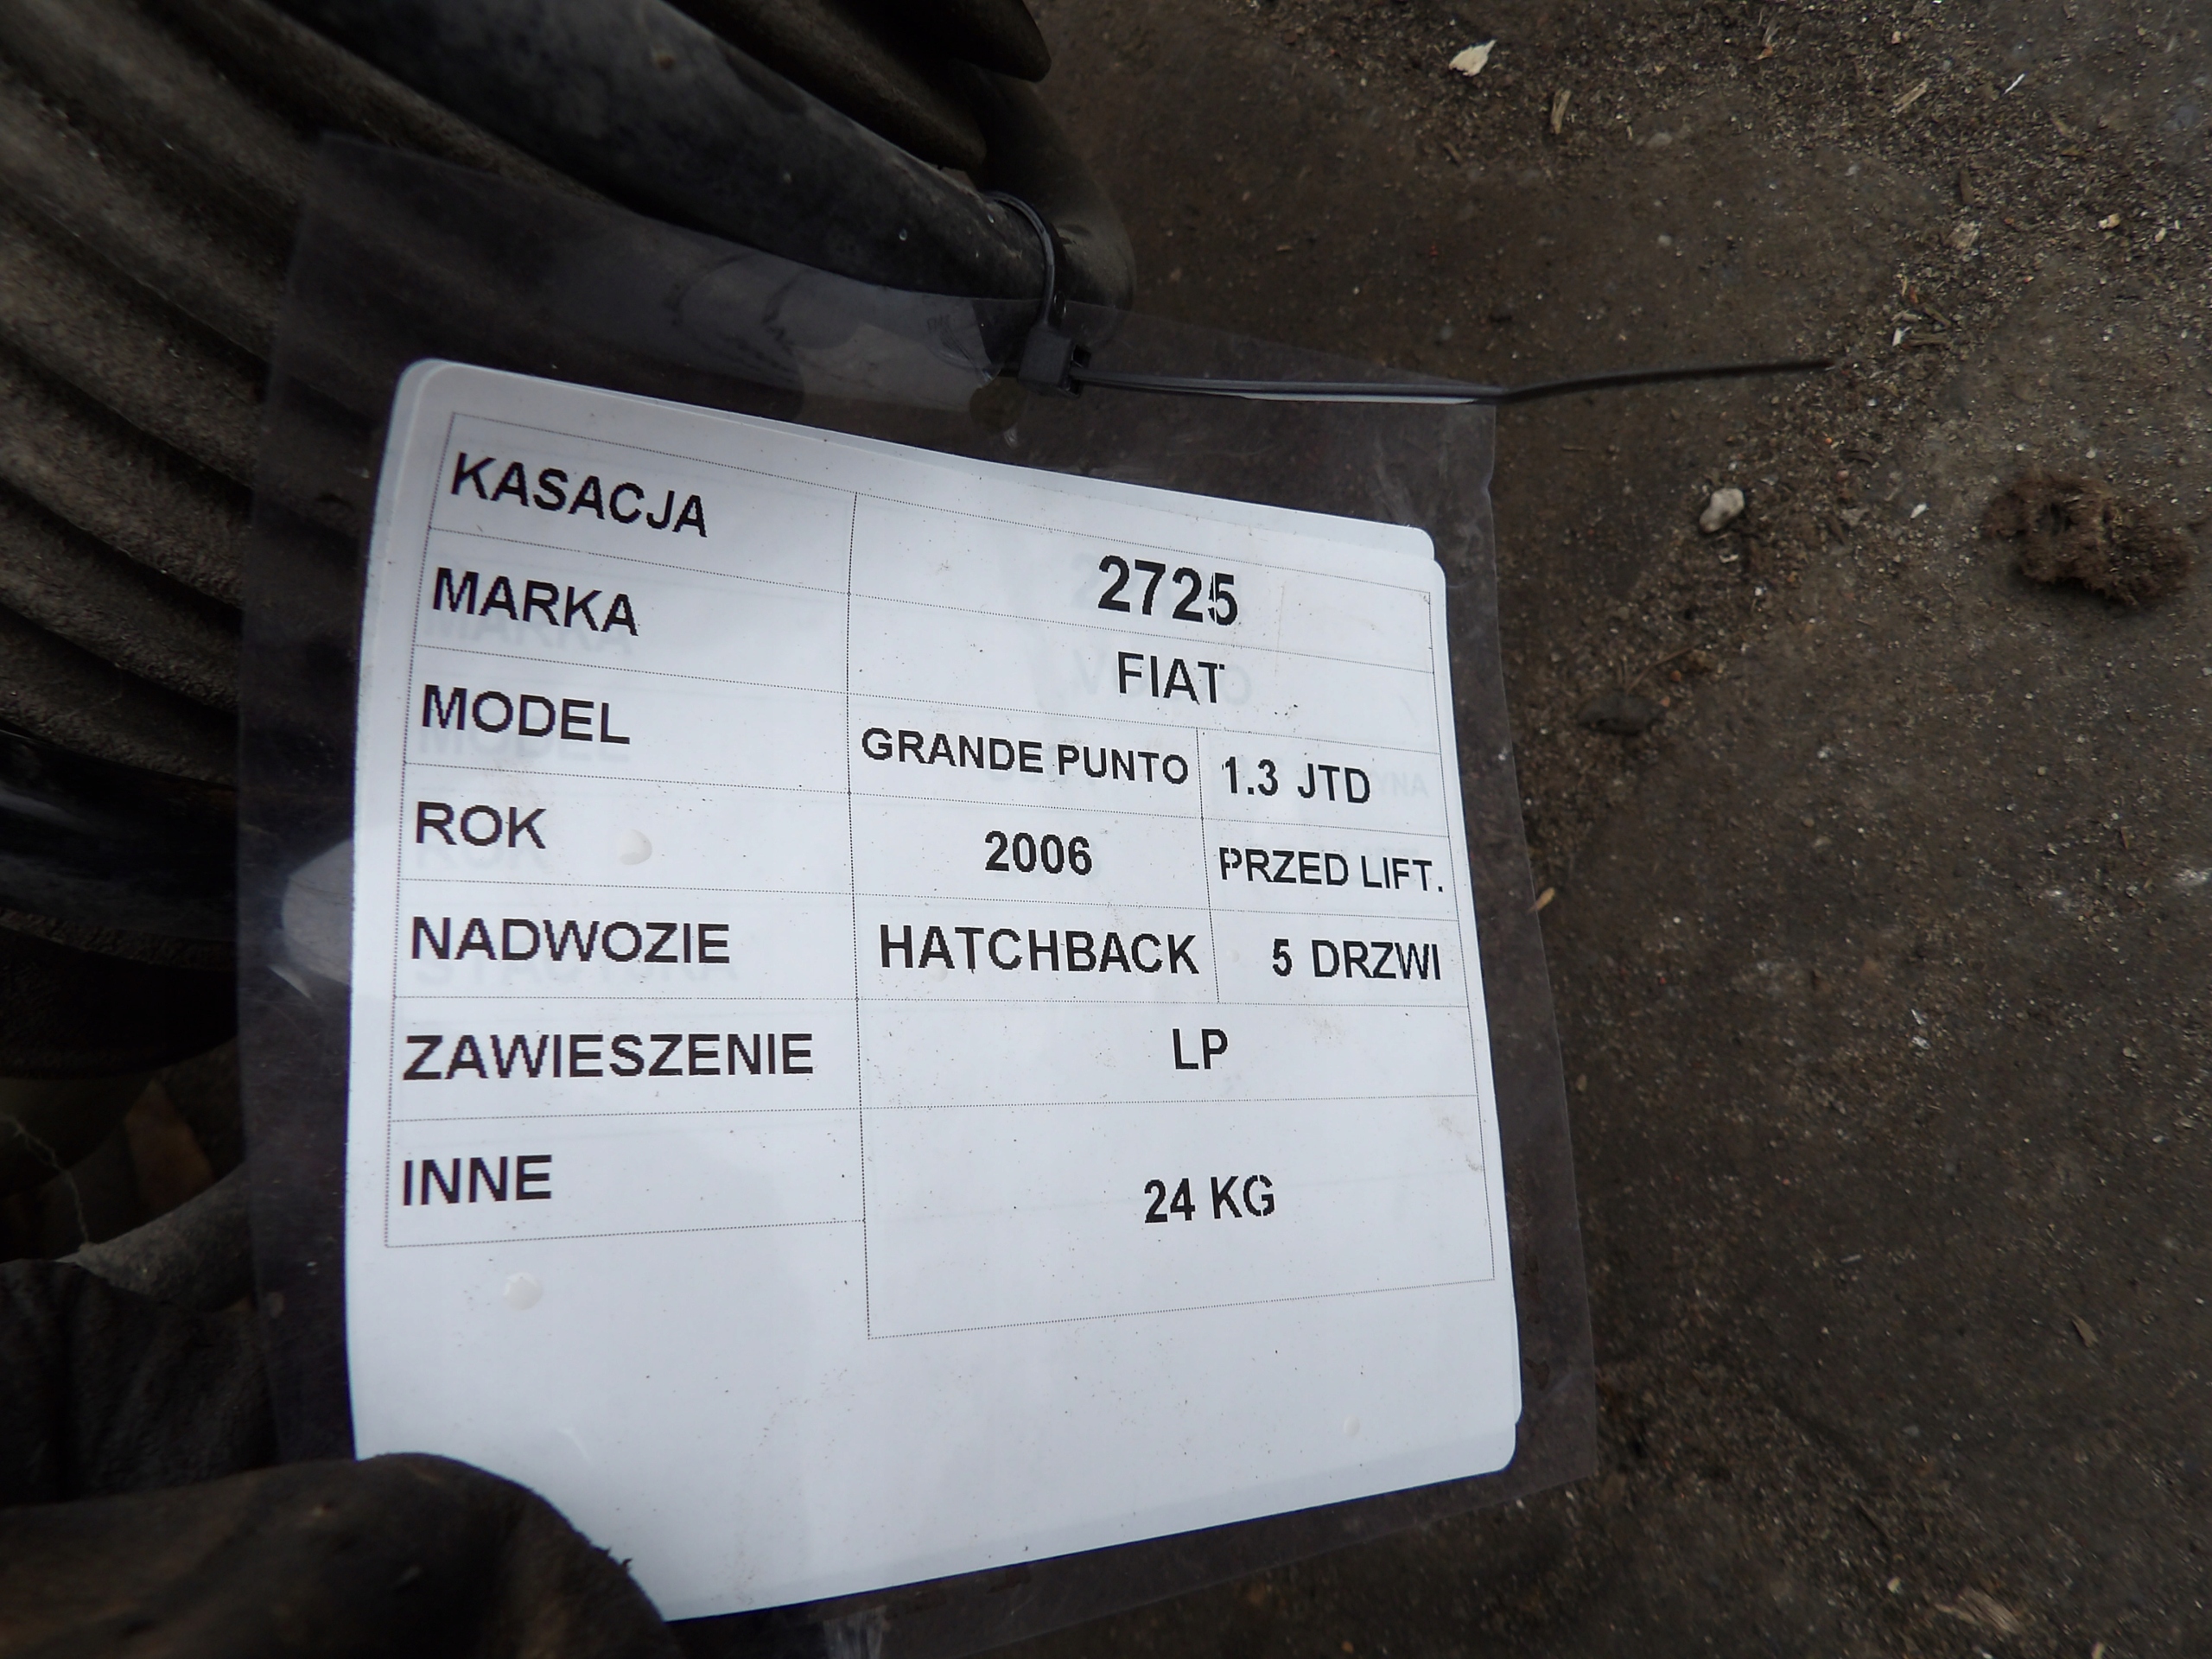 KASACJA 2725
MARKA FIAT
MODEL GRANDE PUNTO 1.3 JTD
ROK 2006 PRZED LIFT.
NADWOZIE HATCHBACK 5 DRZWI
ZAWIESZENIE LP
INNE 24 KG